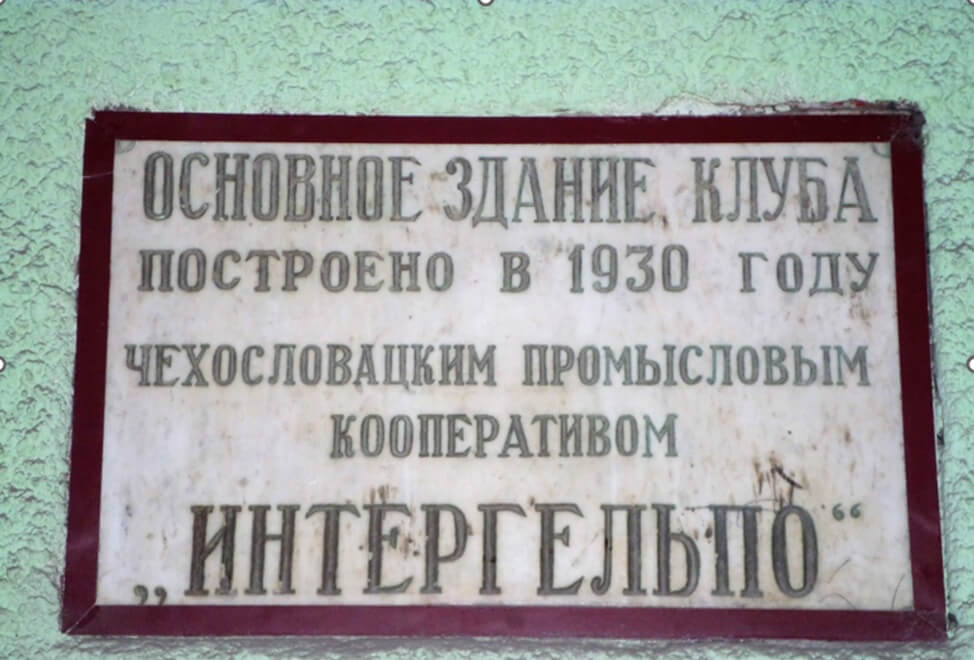 ОСНОВНОЕ ЗДАНИЕ КЛУБА
ПОСТРОЕНО В 1930 ГОДУ
ЧЕХОСЛОВАЦКИМ ПРОМЫСЛОВЫМ
КООПЕРАТИВОМ
„ИНТЕРГЕЛЬПО“